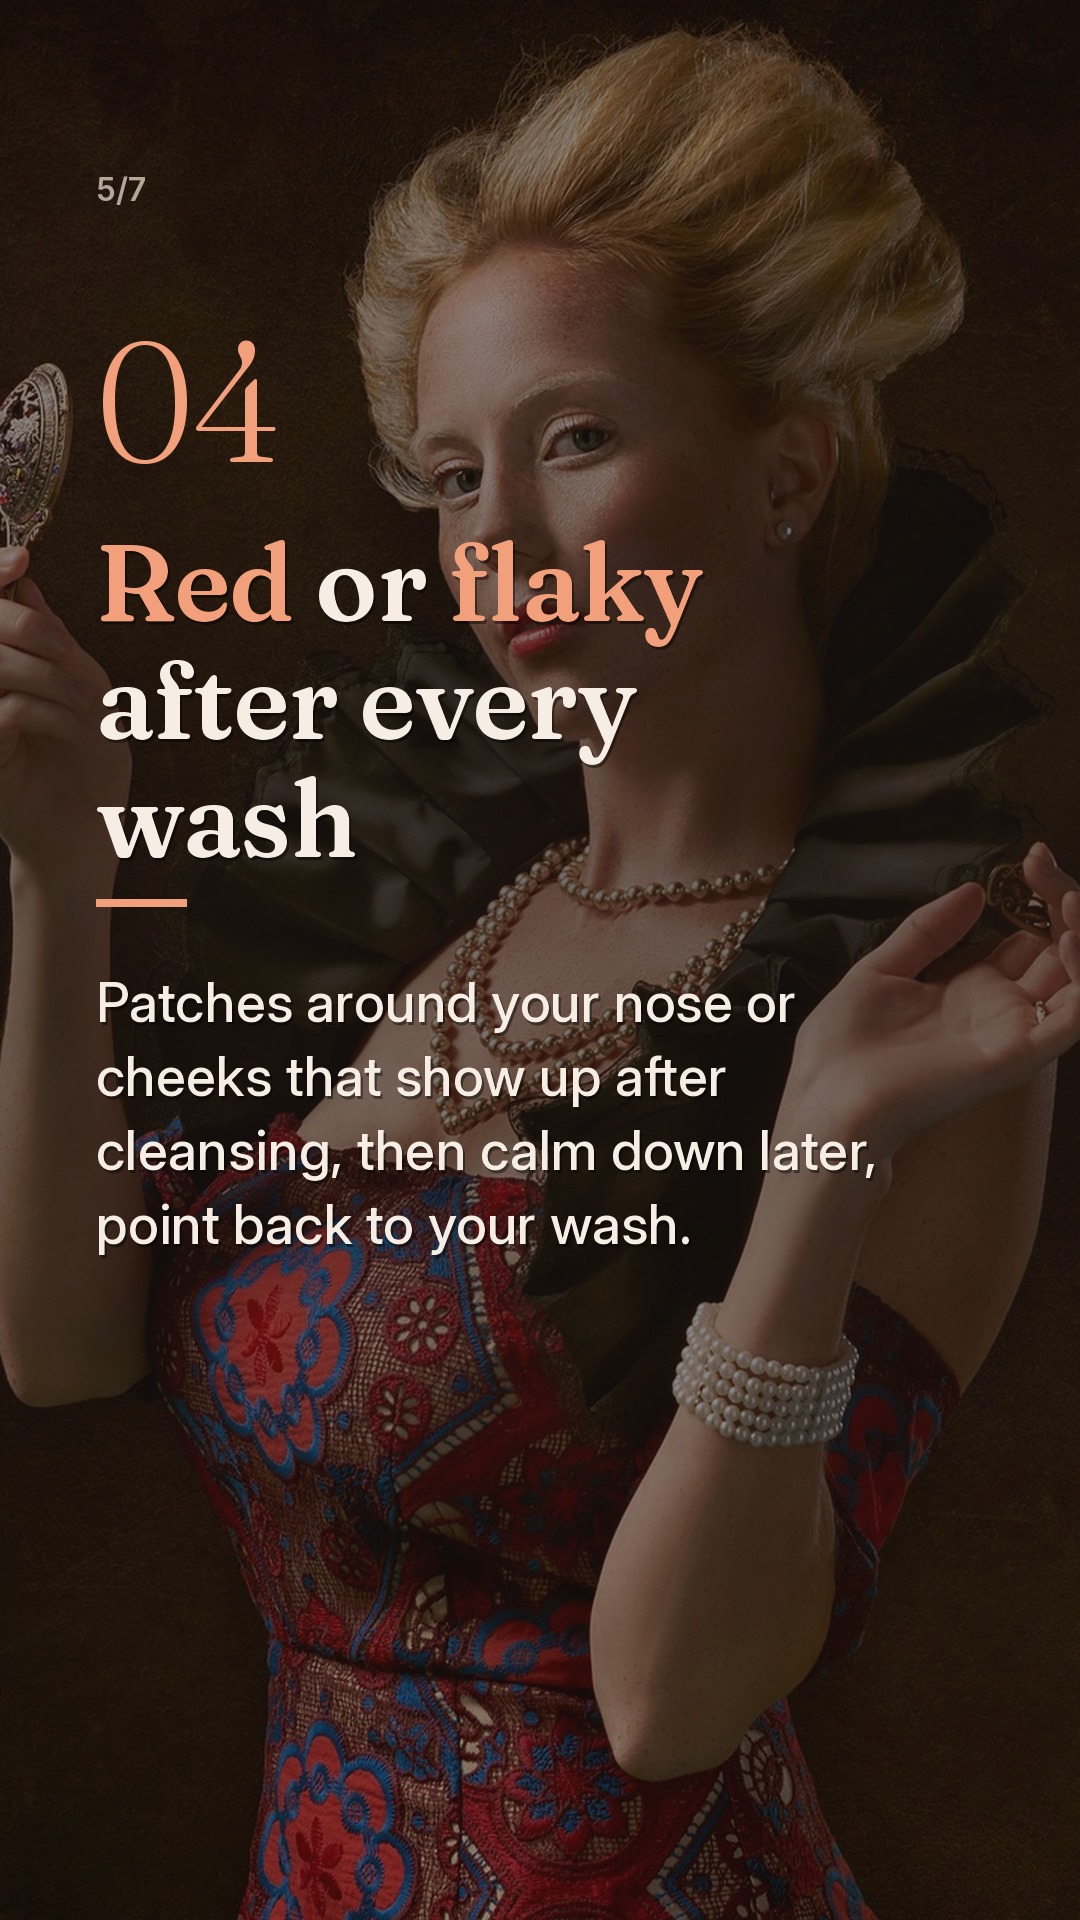 5/7
04
Red or flaky
after every
wash
Patches around your nose or
cheeks that show up after
cleansing, then calm down later,
point back to your wash.